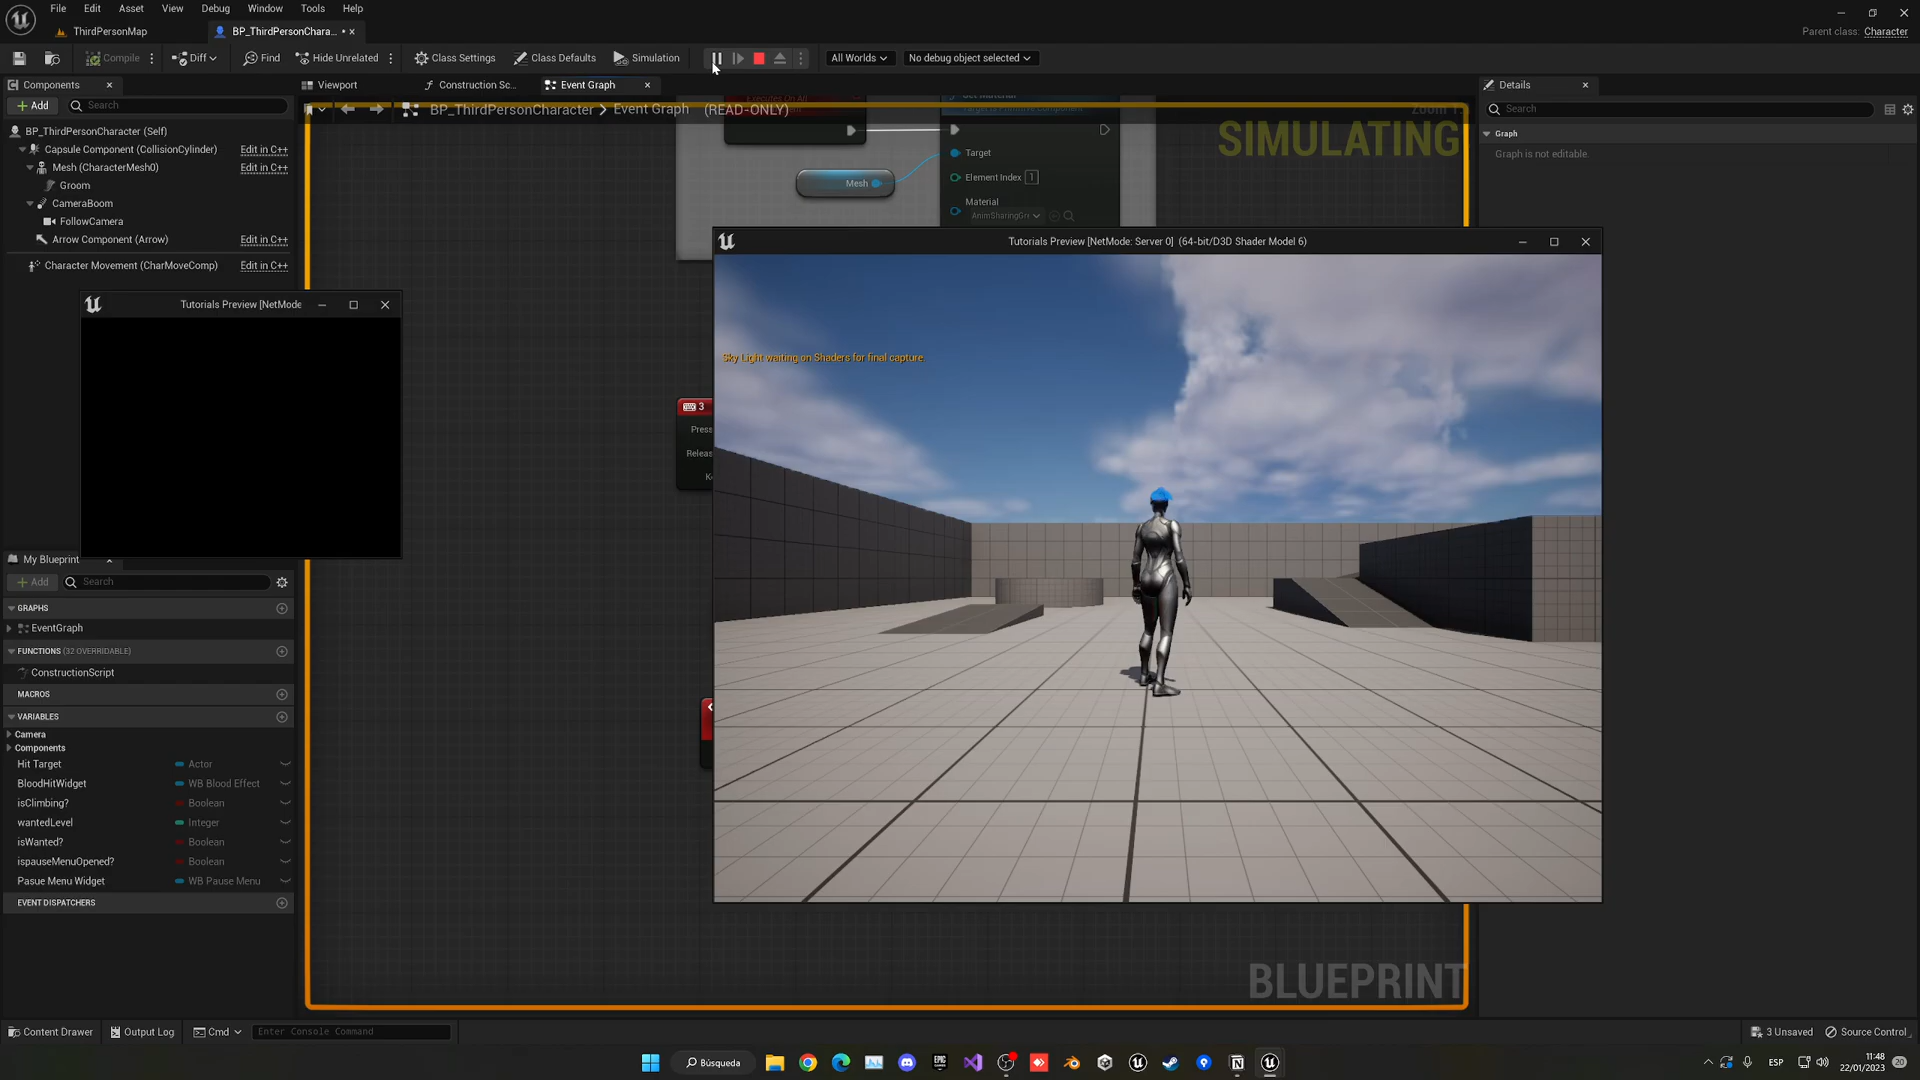 File Edit Asset View Debug Window Tools Help
ThirdPersonMap
BP_ThirdPersonChara...
Parent class: Character
Compile
Diff
Find
Hide Unrelated
Class Settings
Class Defaults
Simulation
All Worlds
No debug object selected
Components
Viewport
Construction Sc...
Event Graph
Details
+ Add
Search
BP_ThirdPersonCharacter > Event Graph (READ-ONLY)
Search
Graph
Graph is not editable.
BP_ThirdPersonCharacter (Self)
Capsule Component (CollisionCylinder) Edit in C++
Mesh (CharacterMesh0) Edit in C++
Groom
CameraBoom
FollowCamera
Arrow Component (Arrow) Edit in C++
Character Movement (CharMoveComp) Edit in C++
SIMULATING
Target
Mesh
Element Index 1
Material
AnimSharingGr
Tutorials Preview [NetMode: Server 0] (64-bit/D3D Shader Model 6)
Tutorials Preview [NetMode
Sky Light waiting on Shaders for final capture.
3
Press
Releas
Ke
My Blueprint
+ Add
Search
GRAPHS
EventGraph
FUNCTIONS (32 OVERRIDABLE)
ConstructionScript
MACROS
VARIABLES
Camera
Components
Hit Target Actor
BloodHitWidget WB Blood Effect
isClimbing? Boolean
wantedLevel Integer
isWanted? Boolean
ispauseMenuOpened? Boolean
Pasue Menu Widget WB Pause Menu
EVENT DISPATCHERS
BLUEPRINT
Content Drawer
Output Log
Cmd
Enter Console Command
3 Unsaved
Source Control
Búsqueda
ESP
11:48
22/01/2023
20